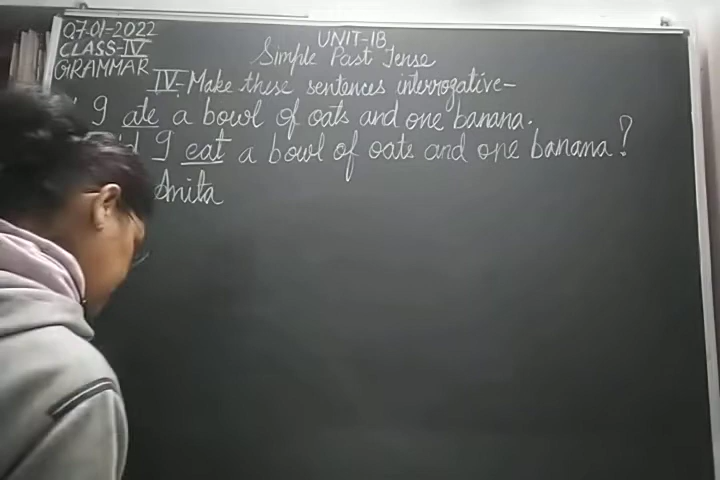 07-01-2022
CLASS-IV
GRAMMAR
UNIT-1B
Simple Past Tense
IV- Make these sentences interrogative-
I ate a bowl of oats and one banana.
I eat a bowl of oats and one banana?
Anita